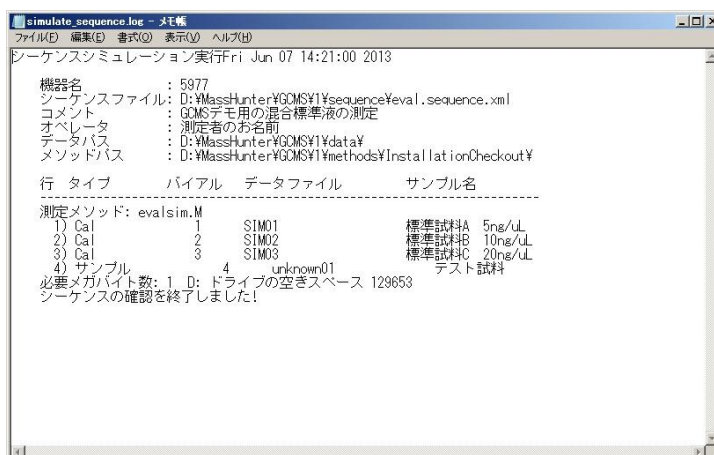 simulate_sequence.log - メモ帳
ファイル(F) 編集(E) 書式(O) 表示(V) ヘルプ(H)
シーケンスシミュレーション実行Fri Jun 07 14:21:00 2013
機器名 : 5977
シーケンスファイル: D:¥MassHunter¥GCMS¥1¥sequence¥eval.sequence.xml
コメント : GCMSデモ用の混合標準液の測定
オペレータ : 測定者のお名前
データパス : D:¥MassHunter¥GCMS¥1¥data¥
メソッドパス : D:¥MassHunter¥GCMS¥1¥methods¥InstallationCheckout¥
行 タイプ バイアル データファイル サンプル名
--------------------------------------------------------------
測定メソッド: evalsim.M
1) Cal 1 SIM01 標準試料A 5ng/uL
2) Cal 2 SIM02 標準試料B 10ng/uL
3) Cal 3 SIM03 標準試料C 20ng/uL
4) サンプル 4 unknown01 テスト試料
必要メガバイト数: 1 D: ドライブの空きスペース 129653
シーケンスの確認を終了しました!